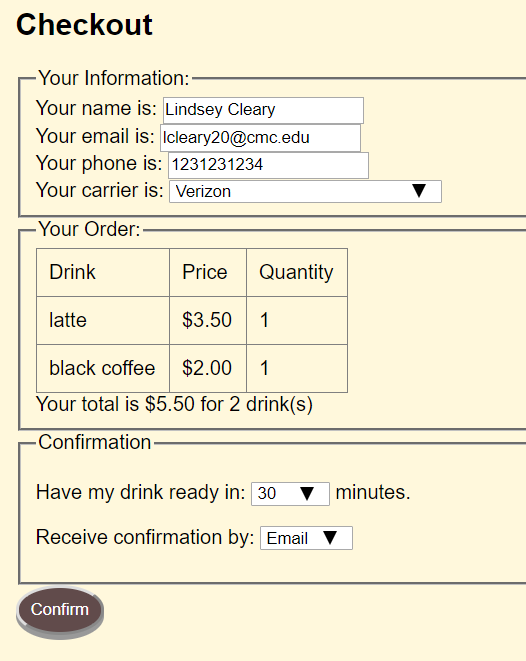 Checkout
Your Information:
Your name is: Lindsey Cleary
Your email is: lcleary20@cmc.edu
Your phone is: 1231231234
Your carrier is: Verizon
Your Order:
Drink Price Quantity
latte $3.50 1
black coffee $2.00 1
Your total is $5.50 for 2 drink(s)
Confirmation
Have my drink ready in: 30 minutes.
Receive confirmation by: Email
Confirm